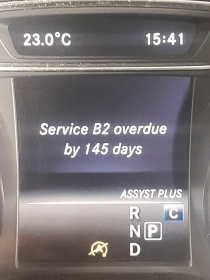 23.0°C 15:41
Service B2 overdue
by 145 days
ASSYST PLUS
R C
N P
D